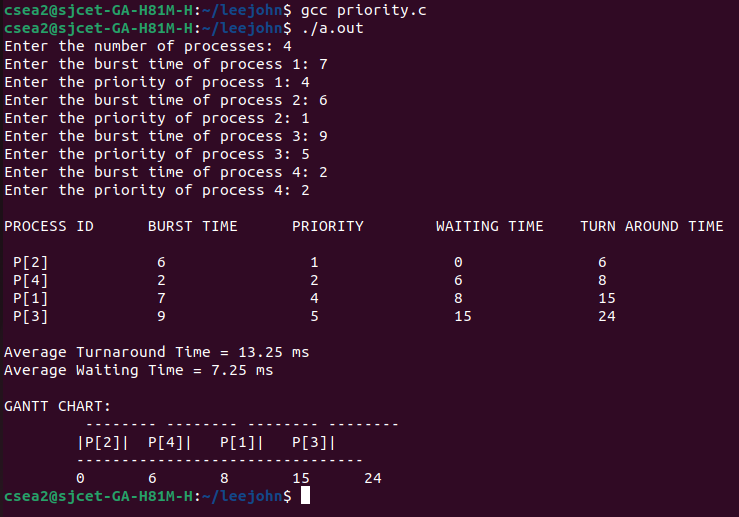 csea2@sjcet-GA-H81M-H:~/leejohn$ gcc priority.c
csea2@sjcet-GA-H81M-H:~/leejohn$ ./a.out
Enter the number of processes: 4
Enter the burst time of process 1: 7
Enter the priority of process 1: 4
Enter the burst time of process 2: 6
Enter the priority of process 2: 1
Enter the burst time of process 3: 9
Enter the priority of process 3: 5
Enter the burst time of process 4: 2
Enter the priority of process 4: 2
PROCESS ID      BURST TIME      PRIORITY        WAITING TIME    TURN AROUND TIME
 P[2]            6               1               0               6
 P[4]            2               2               6               8
 P[1]            7               4               8               15
 P[3]            9               5               15              24
Average Turnaround Time = 13.25 ms
Average Waiting Time = 7.25 ms
GANTT CHART:
         -------- -------- -------- --------
        |P[2]|  P[4]|   P[1]|   P[3]|
        --------------------------------
        0       6       8       15      24
csea2@sjcet-GA-H81M-H:~/leejohn$